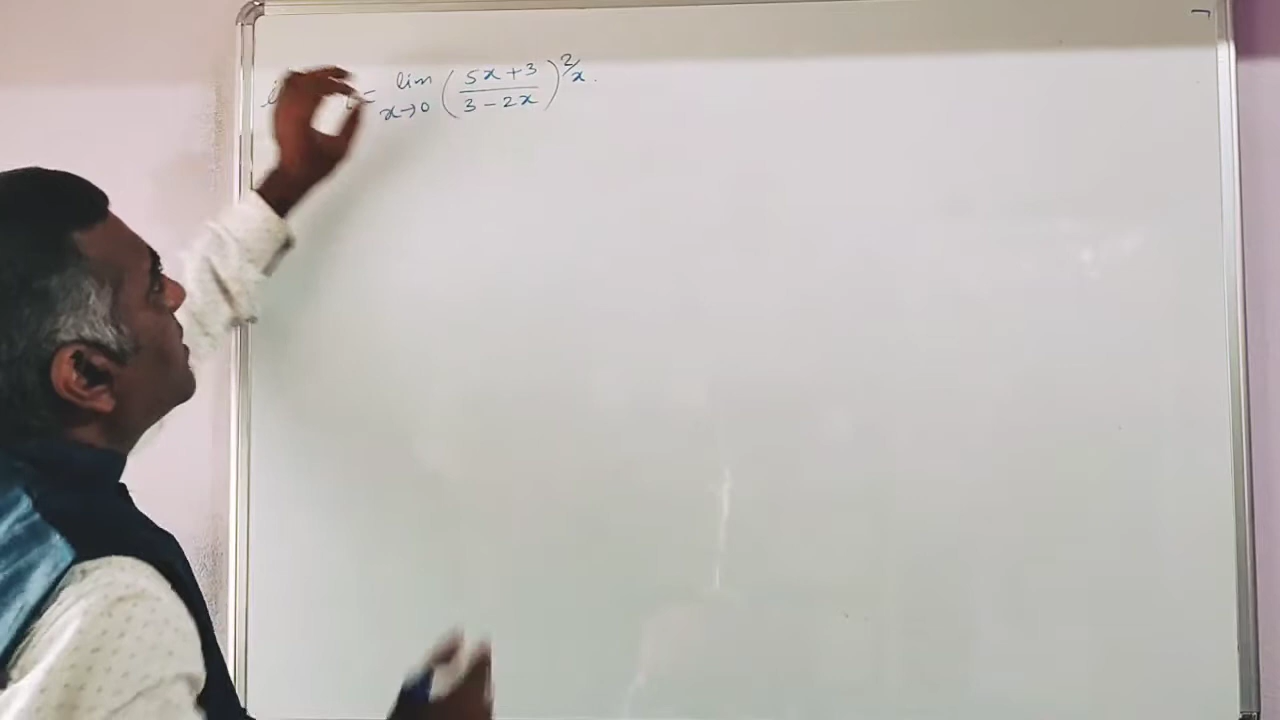 = lim x→0 ( (5x+3)/(3-2x) )^(2/x).